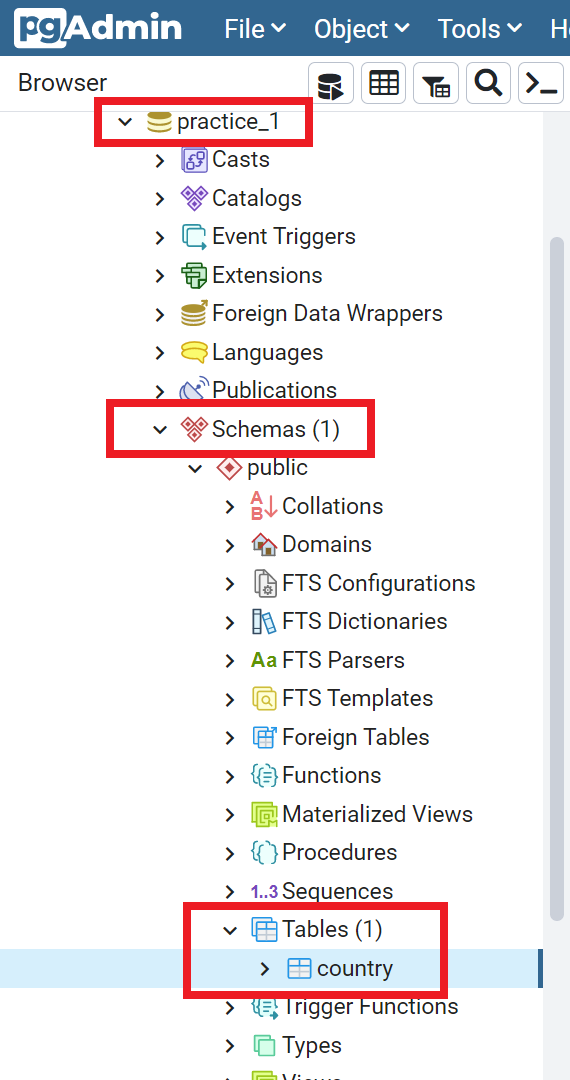 pgAdmin File Object Tools
Browser
practice_1
Casts
Catalogs
Event Triggers
Extensions
Foreign Data Wrappers
Languages
Publications
Schemas (1)
public
Collations
Domains
FTS Configurations
FTS Dictionaries
Aa FTS Parsers
FTS Templates
Foreign Tables
Functions
Materialized Views
Procedures
1..3 Sequences
Tables (1)
country
Trigger Functions
Types
Views